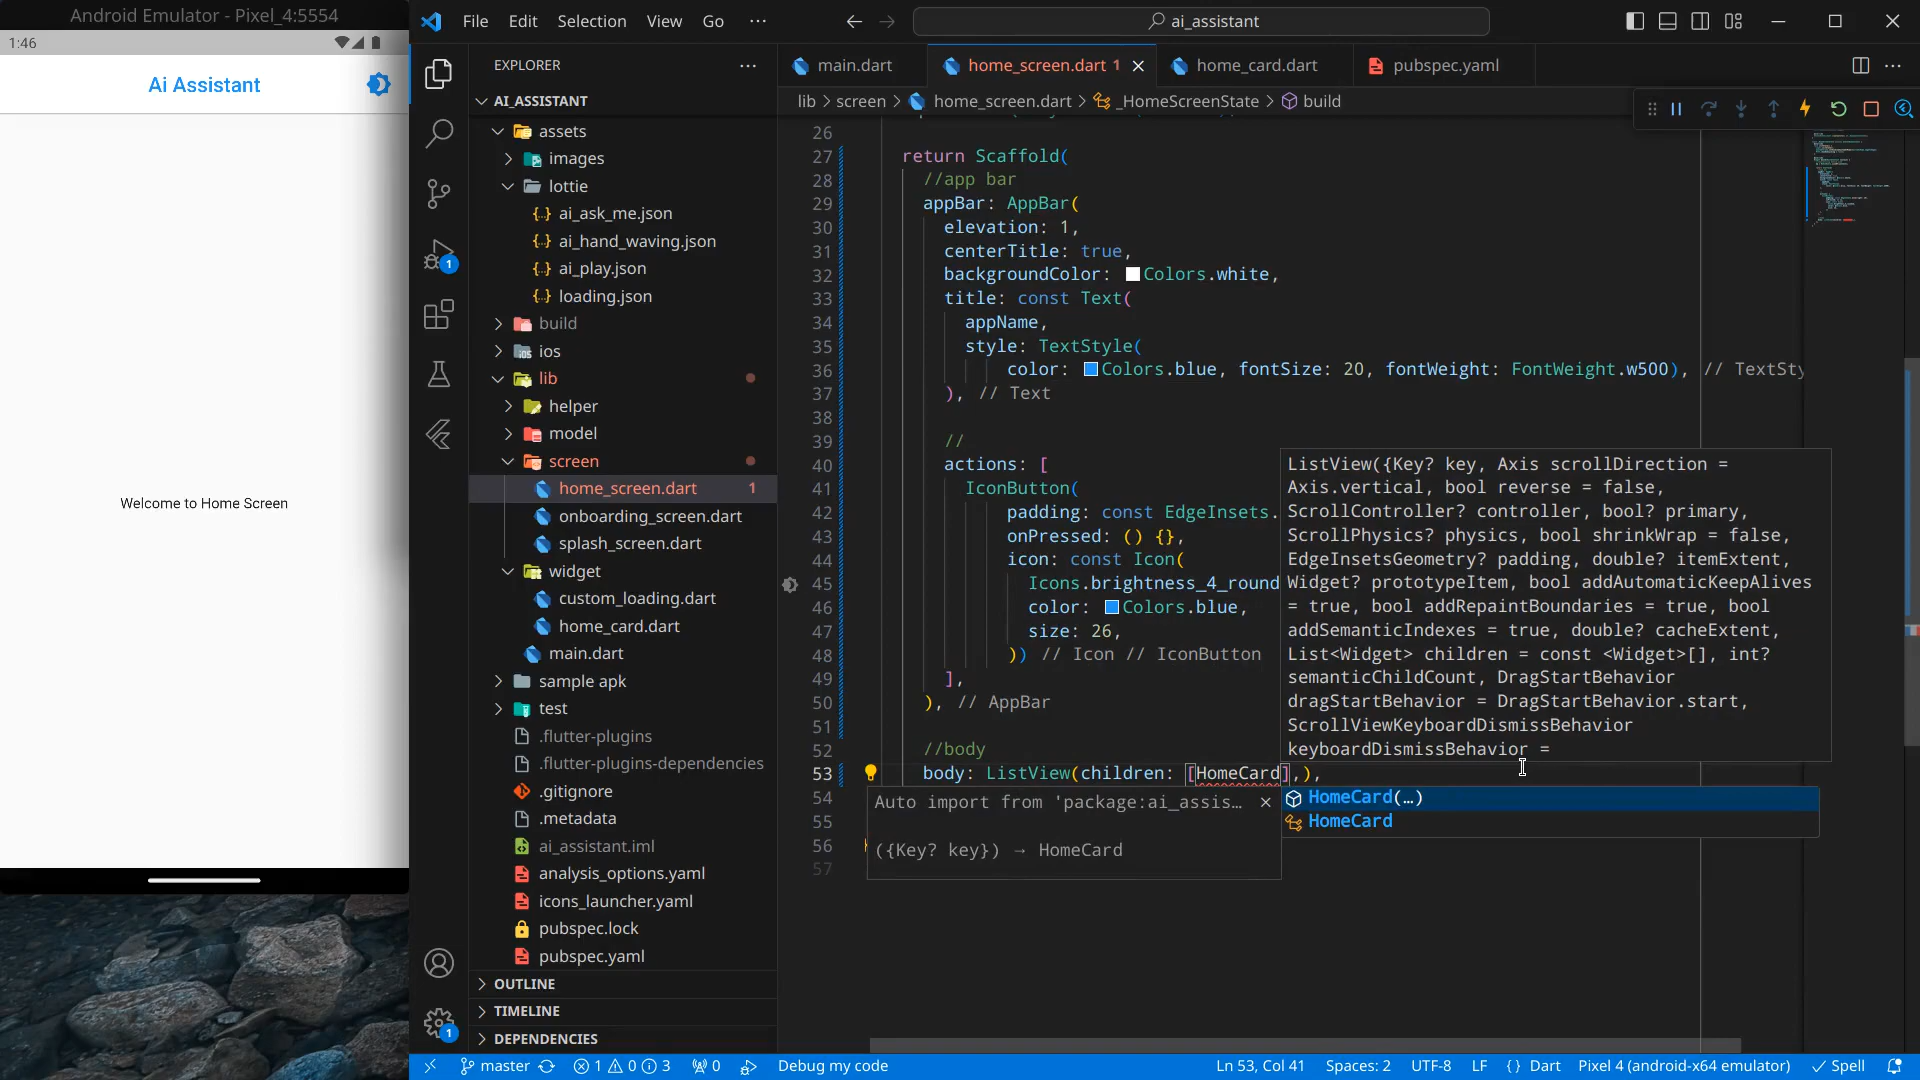 Android Emulator - Pixel_4:5554
1:46
Ai Assistant
Welcome to Home Screen
File Edit Selection View Go
ai_assistant
EXPLORER
AI_ASSISTANT
assets
images
lottie
ai_ask_me.json
ai_hand_waving.json
ai_play.json
loading.json
build
ios
lib
helper
model
screen
home_screen.dart 1
onboarding_screen.dart
splash_screen.dart
widget
custom_loading.dart
home_card.dart
main.dart
sample apk
test
.flutter-plugins
.flutter-plugins-dependencies
.gitignore
.metadata
ai_assistant.iml
analysis_options.yaml
icons_launcher.yaml
pubspec.lock
pubspec.yaml
OUTLINE
TIMELINE
DEPENDENCIES
1
1
main.dart home_screen.dart 1 home_card.dart pubspec.yaml
lib > screen > home_screen.dart > _HomeScreenState > build
26
27 return Scaffold(
28 //app bar
29 appBar: AppBar(
30 elevation: 1,
31 centerTitle: true,
32 backgroundColor: Colors.white,
33 title: const Text(
34 appName,
35 style: TextStyle(
36 color: Colors.blue, fontSize: 20, fontWeight: FontWeight.w500), // TextSty
37 ), // Text
38
39 //
40 actions: [
41 IconButton(
42 padding: const EdgeInsets.
43 onPressed: () {},
44 icon: const Icon(
45 Icons.brightness_4_round
46 color: Colors.blue,
47 size: 26,
48 )) // Icon // IconButton
49 ],
50 ), // AppBar
51
52 //body
53 body: ListView(children: [HomeCard],),
54
55
56
57
ListView({Key? key, Axis scrollDirection =
Axis.vertical, bool reverse = false,
ScrollController? controller, bool? primary,
ScrollPhysics? physics, bool shrinkWrap = false,
EdgeInsetsGeometry? padding, double? itemExtent,
Widget? prototypeItem, bool addAutomaticKeepAlives
= true, bool addRepaintBoundaries = true, bool
addSemanticIndexes = true, double? cacheExtent,
List<Widget> children = const <Widget>[], int?
semanticChildCount, DragStartBehavior
dragStartBehavior = DragStartBehavior.start,
ScrollViewKeyboardDismissBehavior
keyboardDismissBehavior =
Auto import from 'package:ai_assis…
({Key? key}) → HomeCard
HomeCard(…)
HomeCard
master 1 0 3 0 Debug my code Ln 53, Col 41 Spaces: 2 UTF-8 LF {} Dart Pixel 4 (android-x64 emulator) Spell